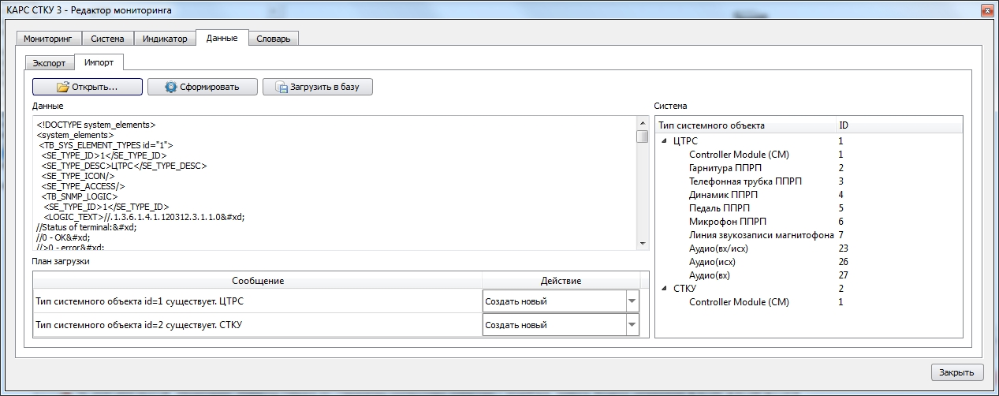 КАРС СТКУ 3 - Редактор мониторинга
Мониторинг Система Индикатор Данные Словарь
Экспорт Импорт
Открыть... Сформировать Загрузить в базу
Данные
<!DOCTYPE system_elements>
<system_elements>
<TB_SYS_ELEMENT_TYPES id="1">
<SE_TYPE_ID>1</SE_TYPE_ID>
<SE_TYPE_DESC>ЦТРС</SE_TYPE_DESC>
<SE_TYPE_ICON/>
<SE_TYPE_ACCESS/>
<TB_SNMP_LOGIC>
<SE_TYPE_ID>1</SE_TYPE_ID>
<LOGIC_TEXT>//.1.3.6.1.4.1.120312.3.1.1.0&#xd;
//Status of terminal:&#xd;
//0 - OK&#xd;
//>0 - error&#xd;
План загрузки
Сообщение Действие
Тип системного объекта id=1 существует. ЦТРС Создать новый
Тип системного объекта id=2 существует. СТКУ Создать новый
Система
Тип системного объекта ID
ЦТРС 1
Controller Module (CM) 1
Гарнитура ППРП 2
Телефонная трубка ППРП 3
Динамик ППРП 4
Педаль ППРП 5
Микрофон ППРП 6
Линия звукозаписи магнитофона 7
Аудио(вх/исх) 23
Аудио(исх) 26
Аудио(вх) 27
СТКУ 2
Controller Module (CM) 1
Закрыть